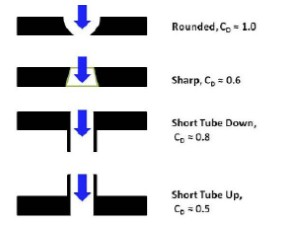 Rounded, C_D = 1.0
Sharp, C_D = 0.6
Short Tube Down,
C_D = 0.8
Short Tube Up,
C_D = 0.5